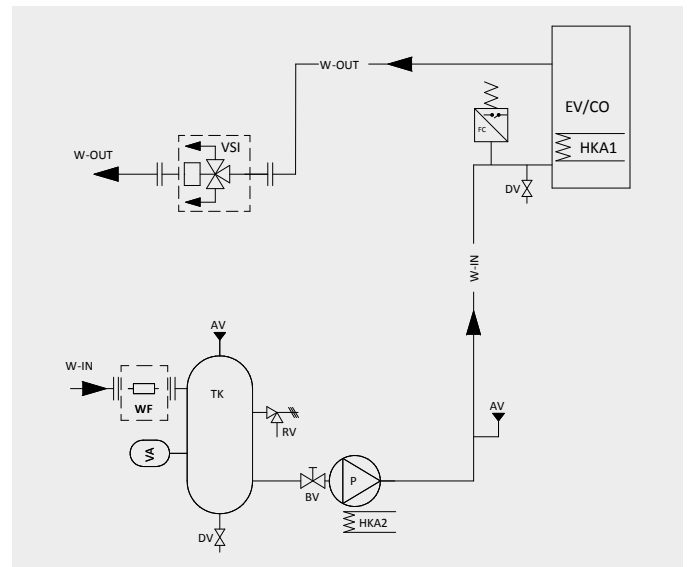 W-OUT
EV/CO
FC
HKA1
VSI
W-OUT
DV
W-IN
AV
W-IN
TK
WF
AV
RV
VA
P
BV
HKA2
DV